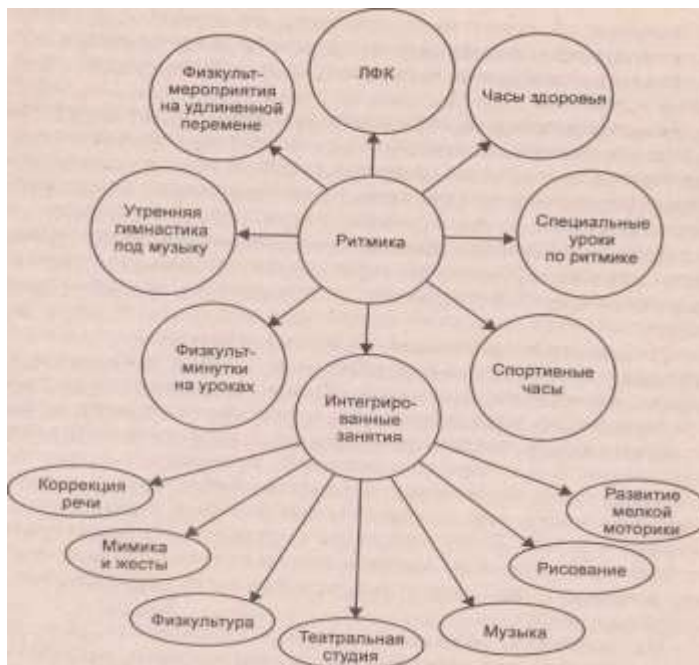 Физкульт-
мероприятия
на удлиненной
перемене
ЛФК
Часы здоровья
Утренняя
гимнастика
под музыку
Ритмика
Специальные
уроки
по ритмике
Физкульт-
минутки
на уроках
Интегриро-
ванные
занятия
Спортивные
часы
Коррекция
речи
Мимика
и жесты
Физкультура
Театральная
студия
Музыка
Рисование
Развитие
мелкой
моторики